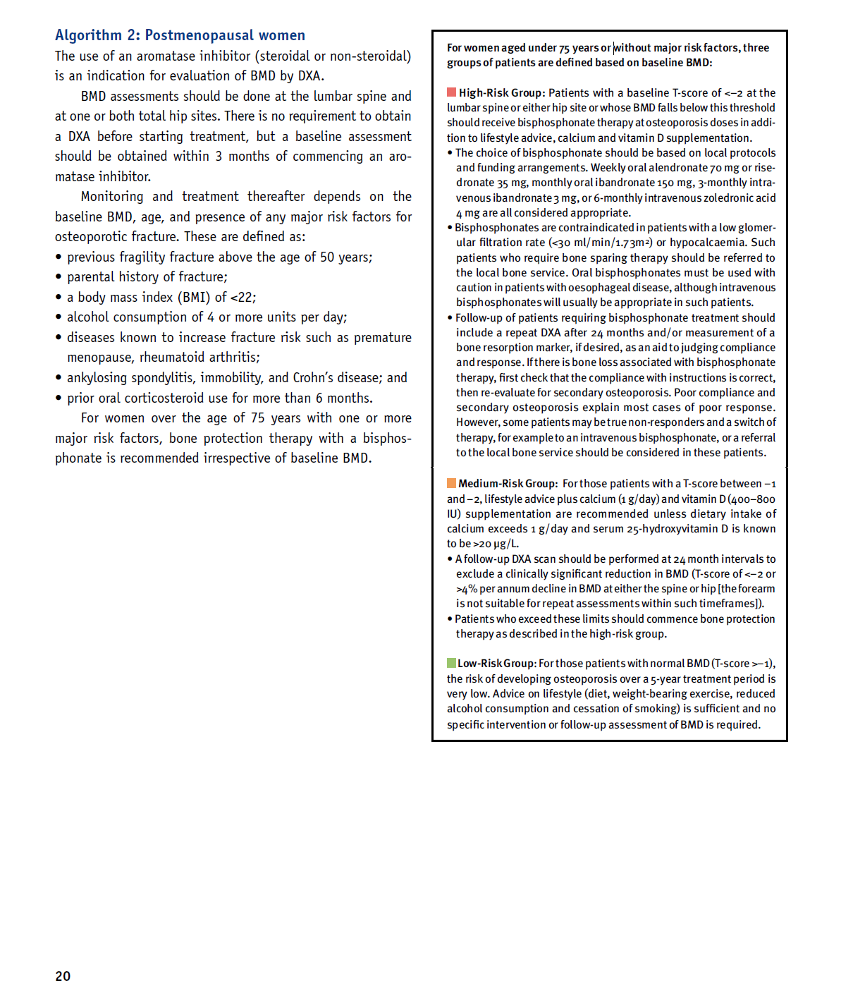 Algorithm 2: Postmenopausal women
The use of an aromatase inhibitor (steroidal or non-steroidal)
is an indication for evaluation of BMD by DXA.
BMD assessments should be done at the lumbar spine and
at one or both total hip sites. There is no requirement to obtain
a DXA before starting treatment, but a baseline assessment
should be obtained within 3 months of commencing an aro-
matase inhibitor.
Monitoring and treatment thereafter depends on the
baseline BMD, age, and presence of any major risk factors for
osteoporotic fracture. These are defined as:
• previous fragility fracture above the age of 50 years;
• parental history of fracture;
• a body mass index (BMI) of <22;
• alcohol consumption of 4 or more units per day;
• diseases known to increase fracture risk such as premature
menopause, rheumatoid arthritis;
• ankylosing spondylitis, immobility, and Crohn's disease; and
• prior oral corticosteroid use for more than 6 months.
For women over the age of 75 years with one or more
major risk factors, bone protection therapy with a bisphos-
phonate is recommended irrespective of baseline BMD.
For women aged under 75 years or without major risk factors, three
groups of patients are defined based on baseline BMD:
High-Risk Group: Patients with a baseline T-score of <–2 at the
lumbar spine or either hip site or whose BMD falls below this threshold
should receive bisphosphonate therapy at osteoporosis doses in addi-
tion to lifestyle advice, calcium and vitamin D supplementation.
• The choice of bisphosphonate should be based on local protocols
and funding arrangements. Weekly oral alendronate 70 mg or rise-
dronate 35 mg, monthly oral ibandronate 150 mg, 3-monthly intra-
venous ibandronate 3 mg, or 6-monthly intravenous zoledronic acid
4 mg are all considered appropriate.
• Bisphosphonates are contraindicated in patients with a low glomer-
ular filtration rate (<30 ml/min/1.73m²) or hypocalcaemia. Such
patients who require bone sparing therapy should be referred to
the local bone service. Oral bisphosphonates must be used with
caution in patients with oesophageal disease, although intravenous
bisphosphonates will usually be appropriate in such patients.
• Follow-up of patients requiring bisphosphonate treatment should
include a repeat DXA after 24 months and/or measurement of a
bone resorption marker, if desired, as an aid to judging compliance
and response. If there is bone loss associated with bisphosphonate
therapy, first check that the compliance with instructions is correct,
then re-evaluate for secondary osteoporosis. Poor compliance and
secondary osteoporosis explain most cases of poor response.
However, some patients may be true non-responders and a switch of
therapy, for example to an intravenous bisphosphonate, or a referral
to the local bone service should be considered in these patients.
Medium-Risk Group: For those patients with a T-score between –1
and –2, lifestyle advice plus calcium (1 g/day) and vitamin D (400–800
IU) supplementation are recommended unless dietary intake of
calcium exceeds 1 g/day and serum 25-hydroxyvitamin D is known
to be >20 µg/L.
• A follow-up DXA scan should be performed at 24 month intervals to
exclude a clinically significant reduction in BMD (T-score of <–2 or
>4% per annum decline in BMD at either the spine or hip [the forearm
is not suitable for repeat assessments within such timeframes]).
• Patients who exceed these limits should commence bone protection
therapy as described in the high-risk group.
Low-Risk Group: For those patients with normal BMD (T-score >–1),
the risk of developing osteoporosis over a 5-year treatment period is
very low. Advice on lifestyle (diet, weight-bearing exercise, reduced
alcohol consumption and cessation of smoking) is sufficient and no
specific intervention or follow-up assessment of BMD is required.
20